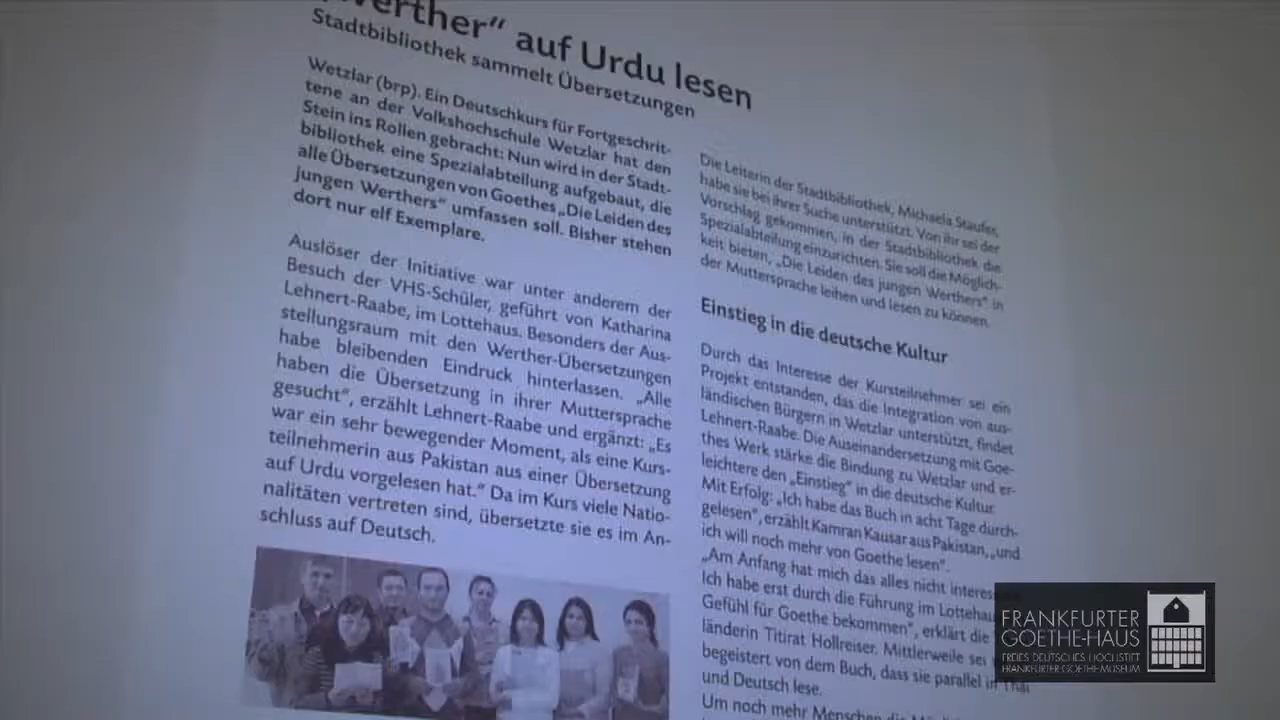 „Werther“ auf Urdu lesen
Stadtbibliothek sammelt Übersetzungen
Wetzlar (brp). Ein Deutschkurs für Fortgeschrit-
tene an der Volkshochschule Wetzlar hat den
Stein ins Rollen gebracht: Nun wird in der Stadt-
bibliothek eine Spezialabteilung aufgebaut, die
alle Übersetzungen von Goethes „Die Leiden des
jungen Werthers“ umfassen soll. Bisher stehen
dort nur elf Exemplare.
Auslöser der Initiative war unter anderem der
Besuch der VHS-Schüler, geführt von Katharina
Lehnert-Raabe, im Lottehaus. Besonders der Aus-
stellungsraum mit den Werther-Übersetzungen
habe bleibenden Eindruck hinterlassen. „Alle
haben die Übersetzung in ihrer Muttersprache
gesucht“, erzählt Lehnert-Raabe und ergänzt: „Es
war ein sehr bewegender Moment, als eine Kurs-
teilnehmerin aus Pakistan aus einer Übersetzung
auf Urdu vorgelesen hat.“ Da im Kurs viele Natio-
nalitäten vertreten sind, übersetzte sie es im An-
schluss auf Deutsch.
Die Leiterin der Stadtbibliothek, Michaela Staufer,
habe sie bei ihrer Suche unterstützt. Von ihr sei der
Vorschlag gekommen, in der Stadtbibliothek die
Spezialabteilung einzurichten. Sie soll die Möglich-
keit bieten, „Die Leiden des jungen Werthers“ in
der Muttersprache leihen und lesen zu können.
Einstieg in die deutsche Kultur
Durch das Interesse der Kursteilnehmer sei ein
Projekt entstanden, das die Integration von aus-
ländischen Bürgern in Wetzlar unterstützt, findet
Lehnert-Raabe. Die Auseinandersetzung mit Goe-
thes Werk stärke die Bindung zu Wetzlar und er-
leichtere den „Einstieg“ in die deutsche Kultur.
Mit Erfolg: „Ich habe das Buch in acht Tage durch-
gelesen“, erzählt Kamran Kausar aus Pakistan, „und
ich will noch mehr von Goethe lesen“.
„Am Anfang hat mich das alles nicht
Ich habe erst durch die Führung im
Gefühl für Goethe bekommen“, erklärt die
länderin Titirat Hollreiser. Mittlerweile sei
begeistert von dem Buch, dass sie parallel in Thai
und Deutsch lese.
Um noch mehr Menschen die
FRANKFURTER
GOETHE-HAUS
FREIES DEUTSCHES HOCHSTIFT
FRANKFURTER GOETHE-MUSEUM